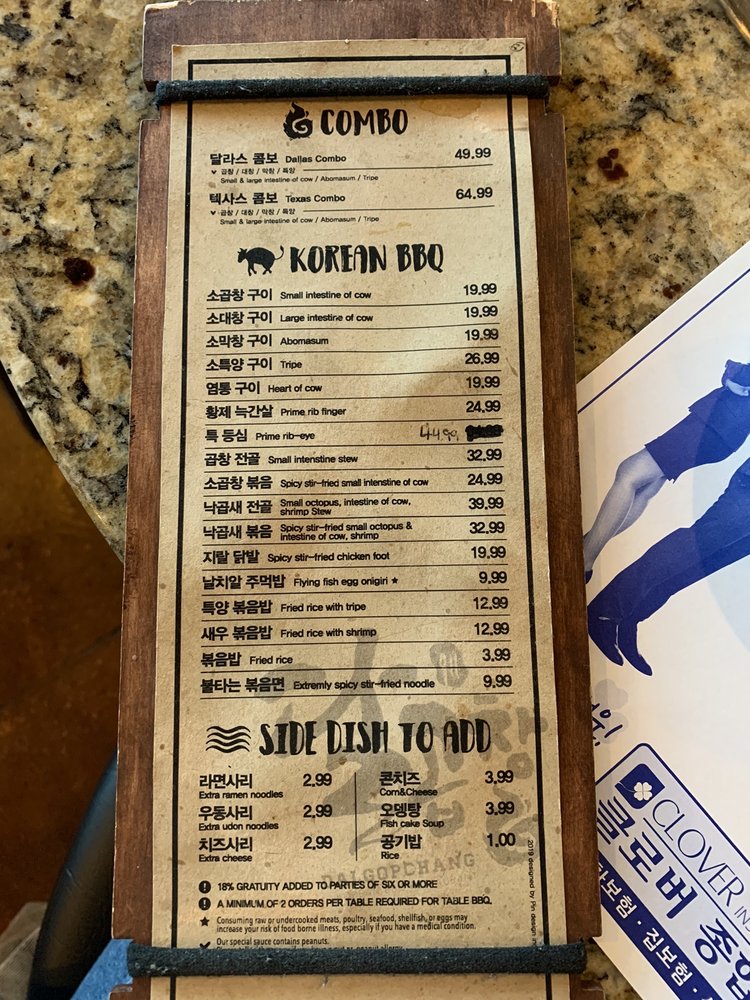 COMBO
달라스 콤보 Dallas Combo 49.99
곱창 / 대창 / 막창 / 특양
Small & large intestine of cow / Abomasum / Tripe
텍사스 콤보 Texas Combo 64.99
곱창 / 대창 / 막창 / 특양
Small & large intestine of cow / Abomasum / Tripe
KOREAN BBQ
소곱창 구이 Small intestine of cow 19.99
소대창 구이 Large intestine of cow 19.99
소막창 구이 Abomasum 19.99
소특양 구이 Tripe 26.99
염통 구이 Heart of cow 19.99
황제 늑간살 Prime rib finger 24.99
특 등심 Prime rib-eye 44.99
곱창 전골 Small intenstine stew 32.99
소곱창 볶음 Spicy stir-fried small intenstine of cow 24.99
낙곱새 전골 Small octopus, intestine of cow, 39.99
shrimp Stew
낙곱새 볶음 Spicy stir-fried small octopus & 32.99
intestine of cow, shrimp
지랄 닭발 Spicy stir-fried chicken foot 19.99
날치알 주먹밥 Flying fish egg onigiri ★ 9.99
특양 볶음밥 Fried rice with tripe 12.99
새우 볶음밥 Fried rice with shrimp 12.99
볶음밥 Fried rice 3.99
불타는 볶음면 Extremly spicy stir-fried noodle 9.99
SIDE DISH TO ADD
라면사리 2.99
Extra ramen noodles
우동사리 2.99
Extra udon noodles
치즈사리 2.99
Extra cheese
콘치즈 3.99
Corn&Cheese
오뎅탕 3.99
Fish cake Soup
공기밥 1.00
Rice
DALGOPCHANG
18% GRATUITY ADDED TO PARTIES OF SIX OR MORE
A MINIMUM OF 2 ORDERS PER TABLE REQUIRED FOR TABLE BBQ.
★ Consuming raw or undercooked meats, poultry, seafood, shellfish, or eggs may
increase your risk of food borne illness, especially if you have a medical condition.
Our special sauce contains peanuts.
2019 designed by Pin design
CLOVER
클로버 종합
보험 · 집보험 ·